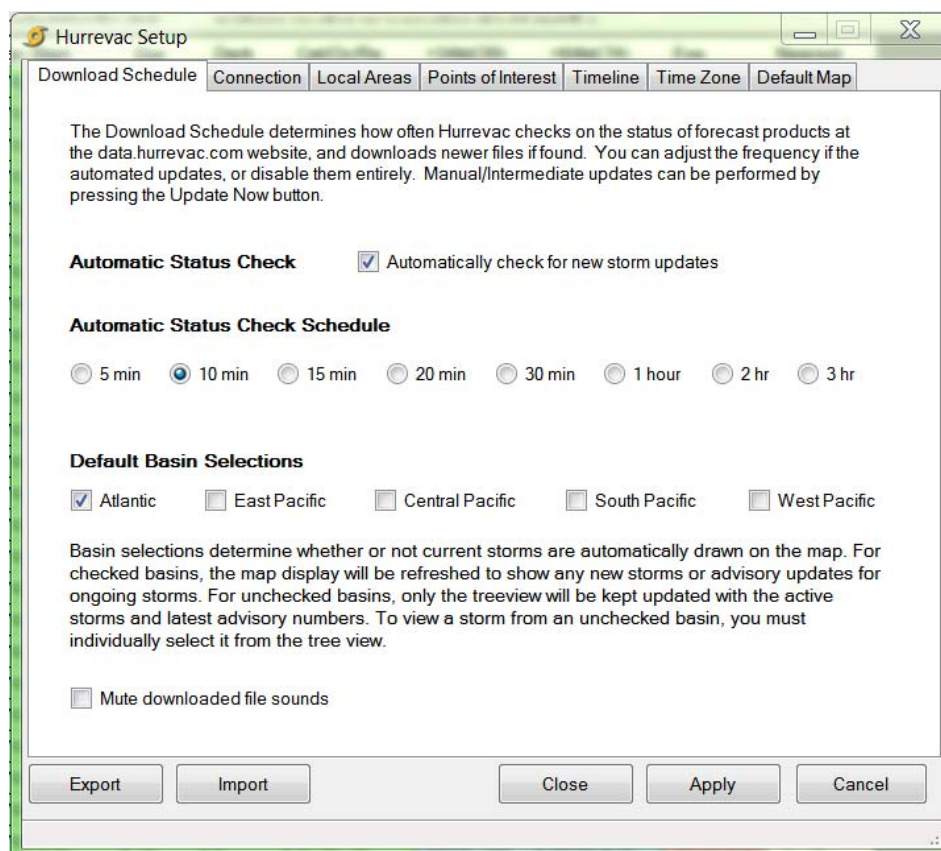 Hurrevac Setup
Download Schedule Connection Local Areas Points of Interest Timeline Time Zone Default Map
The Download Schedule determines how often Hurrevac checks on the status of forecast products at
the data.hurrevac.com website, and downloads newer files if found. You can adjust the frequency if the
automated updates, or disable them entirely. Manual/Intermediate updates can be performed by
pressing the Update Now button.
Automatic Status Check Automatically check for new storm updates
Automatic Status Check Schedule
5 min 10 min 15 min 20 min 30 min 1 hour 2 hr 3 hr
Default Basin Selections
Atlantic East Pacific Central Pacific South Pacific West Pacific
Basin selections determine whether or not current storms are automatically drawn on the map. For
checked basins, the map display will be refreshed to show any new storms or advisory updates for
ongoing storms. For unchecked basins, only the treeview will be kept updated with the active
storms and latest advisory numbers. To view a storm from an unchecked basin, you must
individually select it from the tree view.
Mute downloaded file sounds
Export Import Close Apply Cancel